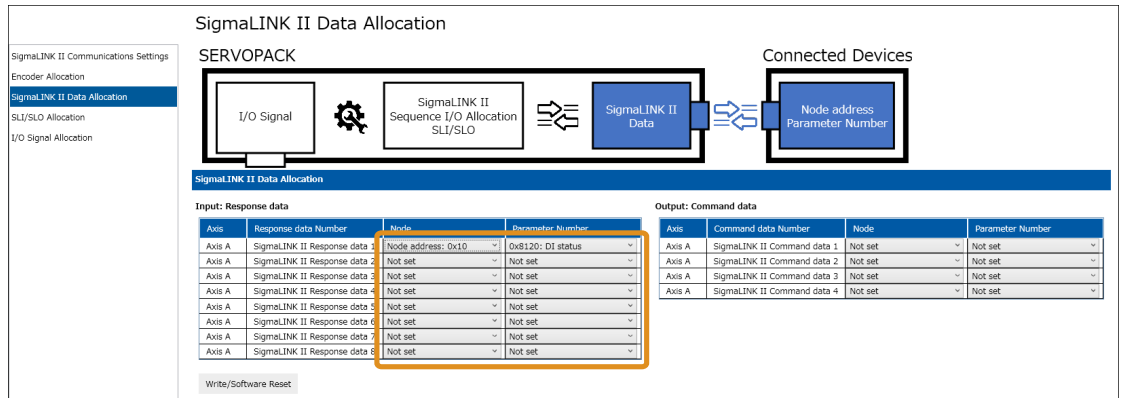 SigmaLINK II Data Allocation
SigmaLINK II Communications Settings
Encoder Allocation
SigmaLINK II Data Allocation
SLI/SLO Allocation
I/O Signal Allocation
SERVOPACK
Connected Devices
I/O Signal
SigmaLINK II
Sequence I/O Allocation
SLI/SLO
SigmaLINK II
Data
Node address
Parameter Number
SigmaLINK II Data Allocation
Input: Response data
Axis Response data Number Node Parameter Number
Axis A SigmaLINK II Response data 1 Node address: 0x10 0x8120: DI status
Axis A SigmaLINK II Response data 2 Not set Not set
Axis A SigmaLINK II Response data 3 Not set Not set
Axis A SigmaLINK II Response data 4 Not set Not set
Axis A SigmaLINK II Response data 5 Not set Not set
Axis A SigmaLINK II Response data 6 Not set Not set
Axis A SigmaLINK II Response data 7 Not set Not set
Axis A SigmaLINK II Response data 8 Not set Not set
Output: Command data
Axis Command data Number Node Parameter Number
Axis A SigmaLINK II Command data 1 Not set Not set
Axis A SigmaLINK II Command data 2 Not set Not set
Axis A SigmaLINK II Command data 3 Not set Not set
Axis A SigmaLINK II Command data 4 Not set Not set
Write/Software Reset